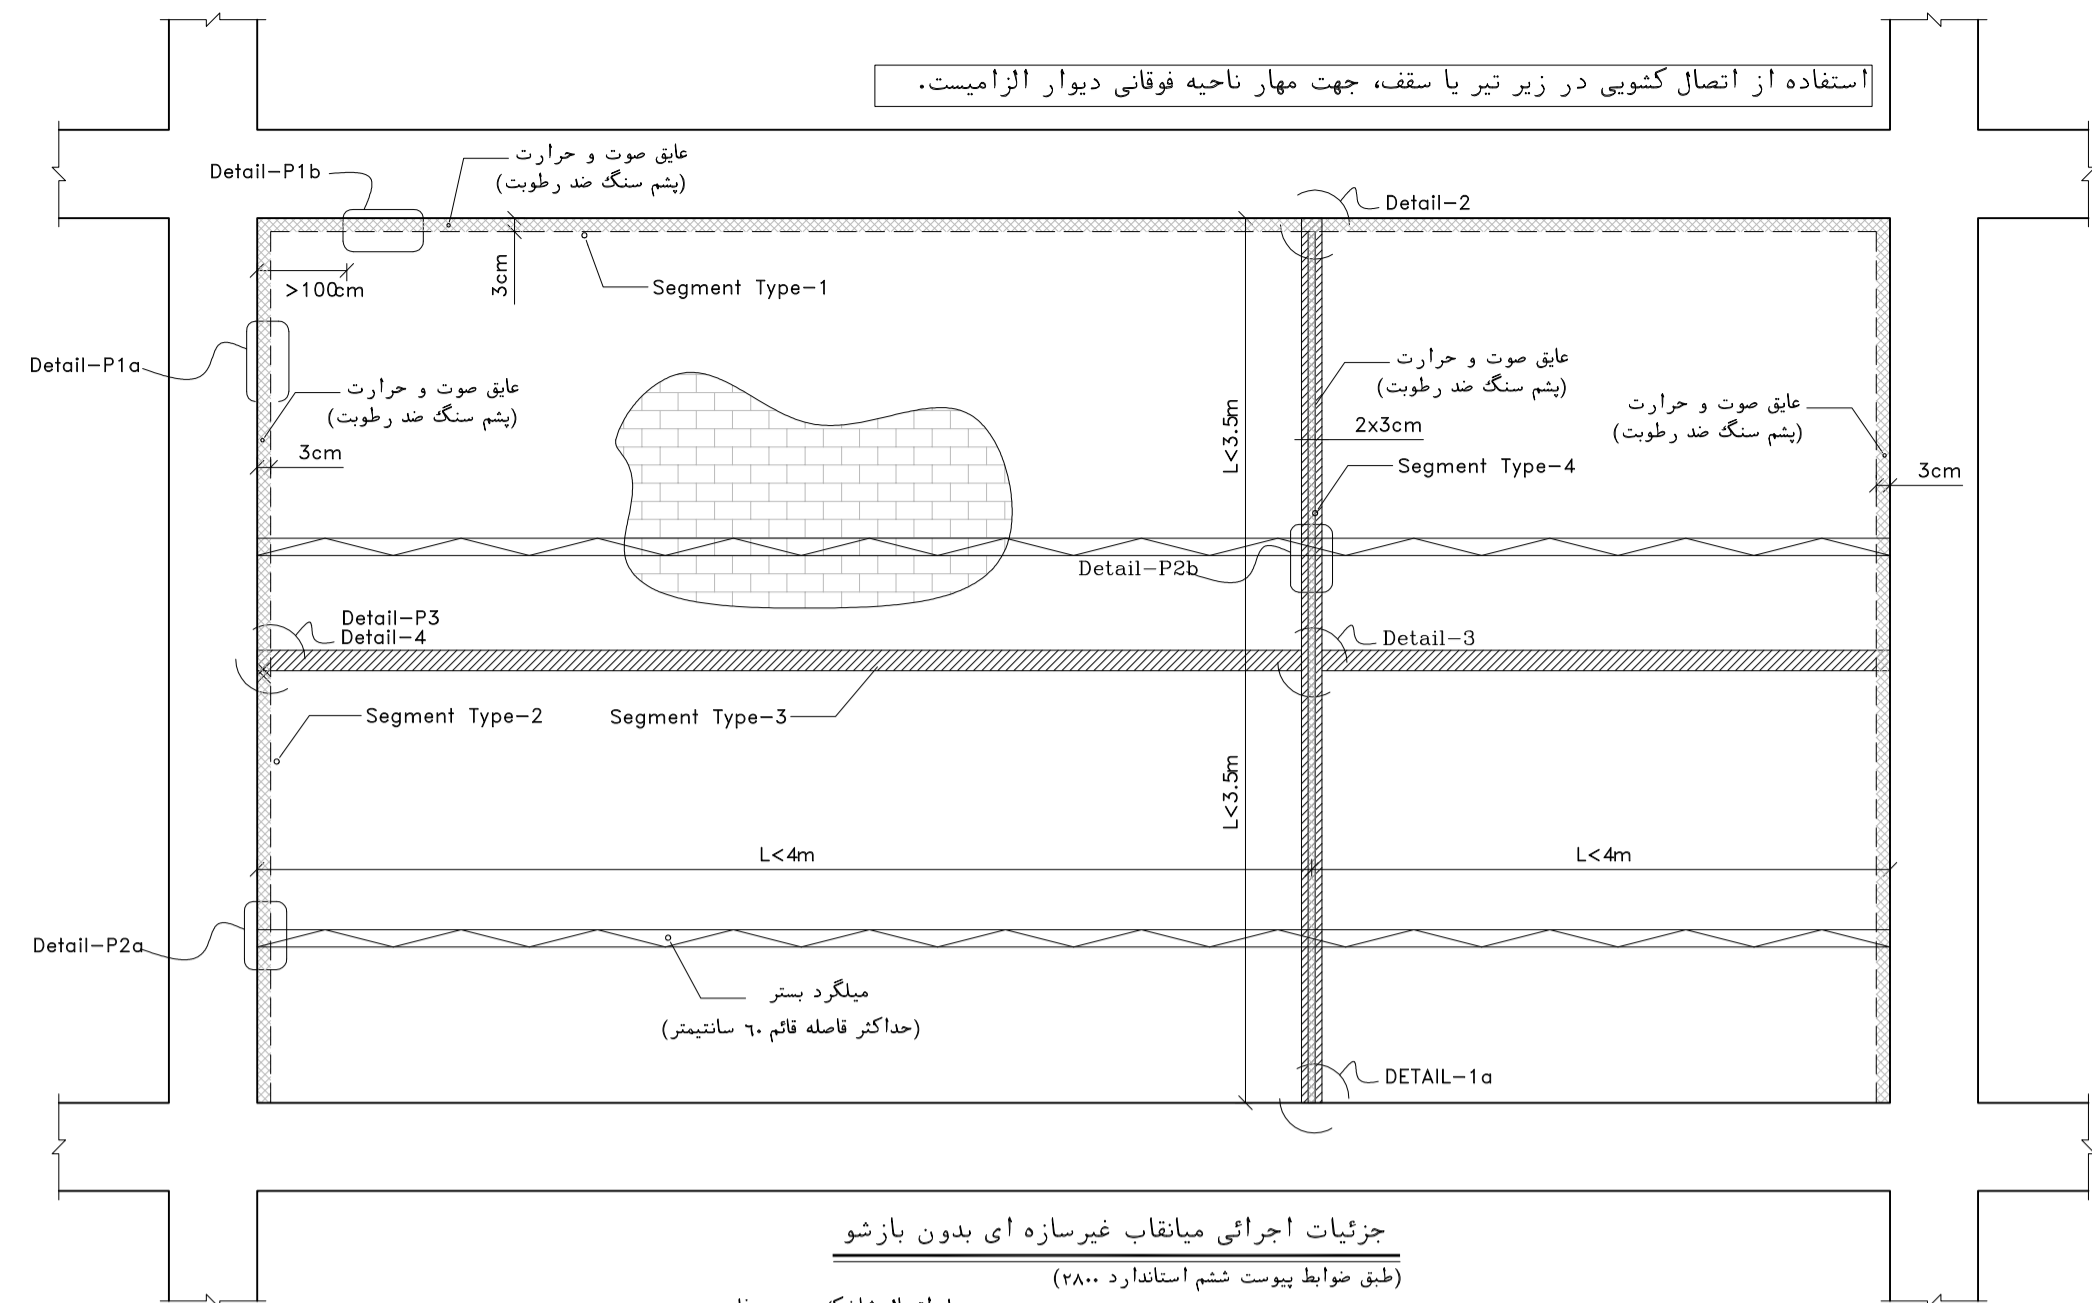 استفاده از اتصال کشویی در زیر تیر یا سقف، جهت مهار ناحیه فوقانی دیوار الزامیست.
Detail-P1b
عایق صوت و حرارت
(پشم سنگ ضد رطوبت)
Detail-2
>100cm
3cm
Segment Type-1
Detail-P1a
عایق صوت و حرارت
(پشم سنگ ضد رطوبت)
3cm
L<3.5m
عایق صوت و حرارت
(پشم سنگ ضد رطوبت)
2x3cm
Segment Type-4
عایق صوت و حرارت
(پشم سنگ ضد رطوبت)
3cm
Detail-P2b
Detail-P3
Detail-4
Detail-3
Segment Type-2
Segment Type-3
L<3.5m
L<4m
L<4m
Detail-P2a
میلگرد بستر
(حداکثر قاصله قائم ٦٠ سانتیمتر)
DETAIL-1a
جزئیات اجرائی میانقاب غیرسازه ای بدون بازشو
(طبق ضوابط پیوست ششم استاندارد ۲۸۰۰)